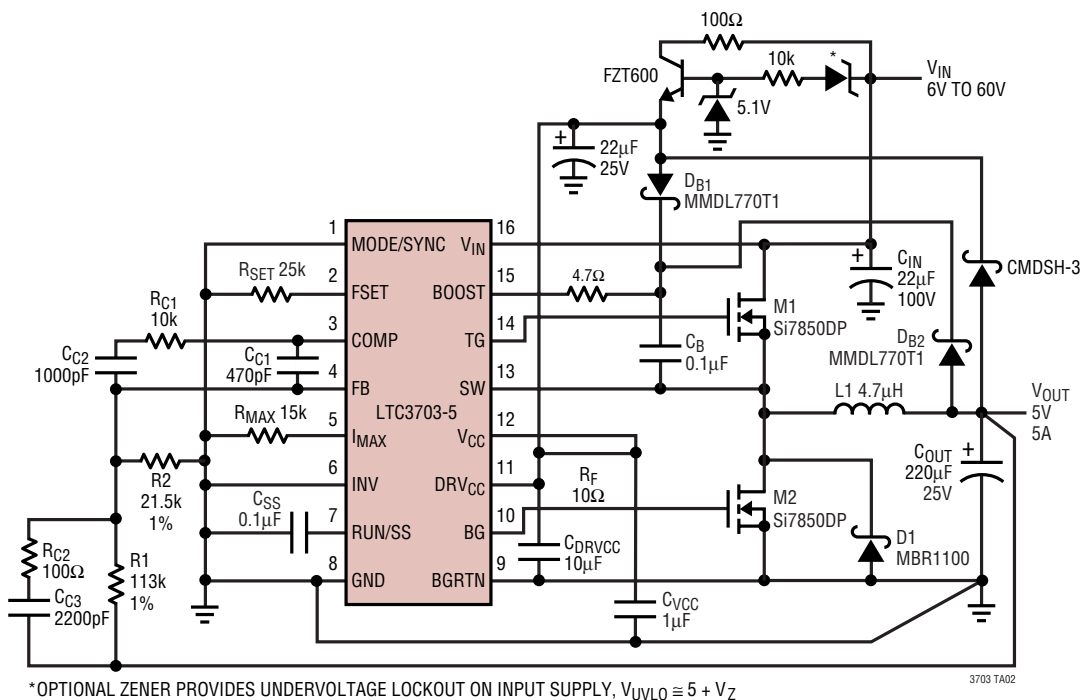 100Ω
10k
*
FZT600
V_IN
6V TO 60V
5.1V
+
22µF
25V
D_B1
MMDL770T1
1
MODE/SYNC
V_IN
16
R_SET 25k
2
FSET
BOOST
15
4.7Ω
+
C_IN
22µF
100V
CMDSH-3
R_C1
10k
3
COMP
TG
14
M1
Si7850DP
C_C2
1000pF
C_C1
470pF
4
FB
SW
13
C_B
0.1µF
D_B2
MMDL770T1
LTC3703-5
L1 4.7µH
V_OUT
5V
5A
R_MAX 15k
5
I_MAX
V_CC
12
R2
21.5k
1%
6
INV
DRV_CC
11
R_F
10Ω
C_OUT
220µF
25V
+
C_SS
0.1µF
7
RUN/SS
BG
10
M2
Si7850DP
R_C2
100Ω
R1
113k
1%
8
GND
BGRTN
9
C_DRVCC
10µF
D1
MBR1100
C_C3
2200pF
C_VCC
1µF
3703 TA02
*OPTIONAL ZENER PROVIDES UNDERVOLTAGE LOCKOUT ON INPUT SUPPLY, V_UVLO ≅ 5 + V_Z